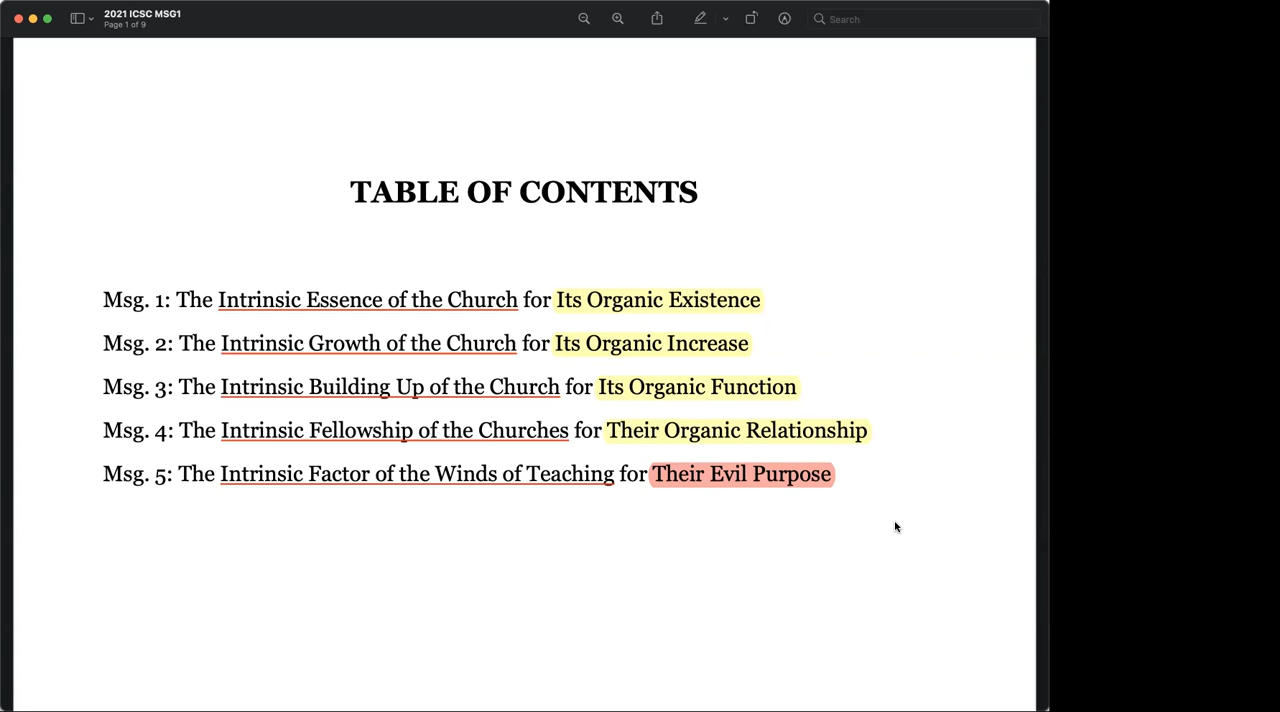 2021 ICSC MSG1
Page 1 of 9
Search
TABLE OF CONTENTS
Msg. 1: The Intrinsic Essence of the Church for Its Organic Existence
Msg. 2: The Intrinsic Growth of the Church for Its Organic Increase
Msg. 3: The Intrinsic Building Up of the Church for Its Organic Function
Msg. 4: The Intrinsic Fellowship of the Churches for Their Organic Relationship
Msg. 5: The Intrinsic Factor of the Winds of Teaching for Their Evil Purpose